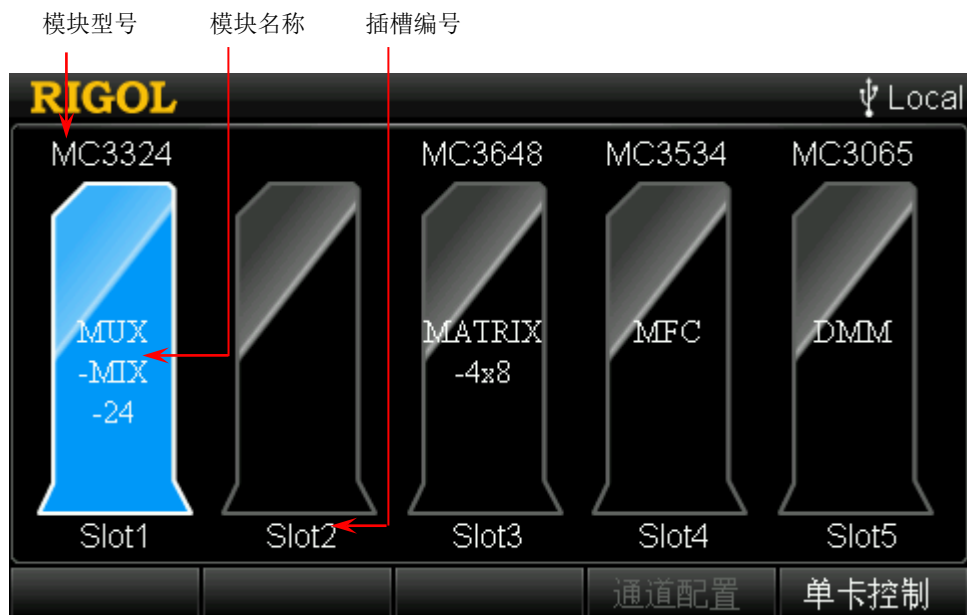 模块型号 模块名称 插槽编号
RIGOL Local
MC3324 MC3648 MC3534 MC3065
MUX MATRIX MFC DMM
-MIX -4x8
-24
Slot1 Slot2 Slot3 Slot4 Slot5
通道配置 单卡控制